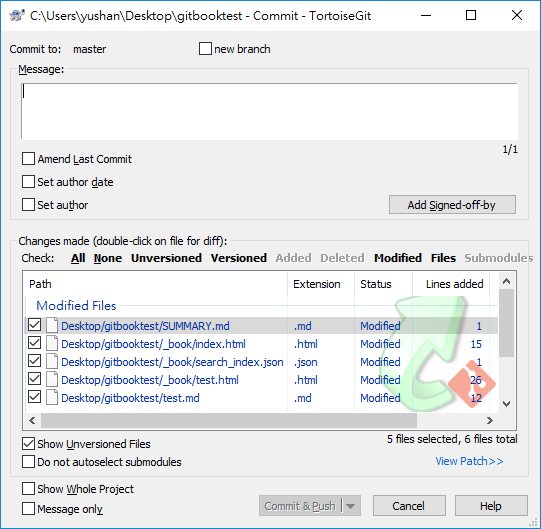 C:\Users\yushan\Desktop\gitbooktest - Commit - TortoiseGit
Commit to: master new branch
Message:
1/1
Amend Last Commit
Set author date
Set author
Add Signed-off-by
Changes made (double-click on file for diff):
Check: All None Unversioned Versioned Added Deleted Modified Files Submodules
Path Extension Status Lines added
Modified Files
Desktop/gitbooktest/SUMMARY.md .md Modified 1
Desktop/gitbooktest/_book/index.html .html Modified 15
Desktop/gitbooktest/_book/search_index.json .json Modified 1
Desktop/gitbooktest/_book/test.html .html Modified 26
Desktop/gitbooktest/test.md .md Modified 12
Show Unversioned Files
5 files selected, 6 files total
Do not autoselect submodules
View Patch>>
Show Whole Project
Message only
Commit & Push
Cancel
Help